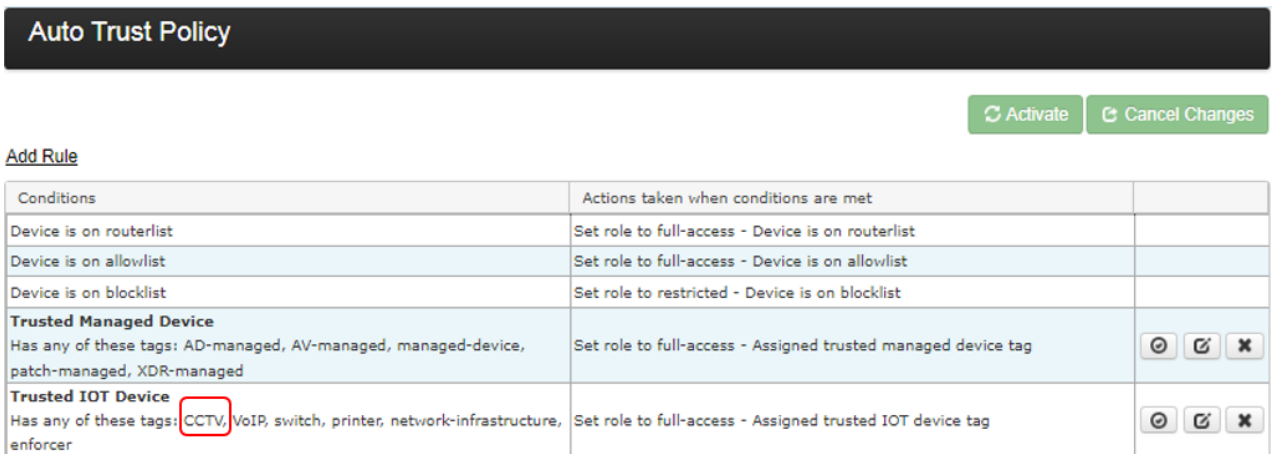 Auto Trust Policy
Activate
Cancel Changes
Add Rule
Conditions
Actions taken when conditions are met
Device is on routerlist
Set role to full-access - Device is on routerlist
Device is on allowlist
Set role to full-access - Device is on allowlist
Device is on blocklist
Set role to restricted - Device is on blocklist
Trusted Managed Device
Has any of these tags: AD-managed, AV-managed, managed-device,
patch-managed, XDR-managed
Set role to full-access - Assigned trusted managed device tag
Trusted IOT Device
Has any of these tags: CCTV, VoIP, switch, printer, network-infrastructure,
enforcer
Set role to full-access - Assigned trusted IOT device tag